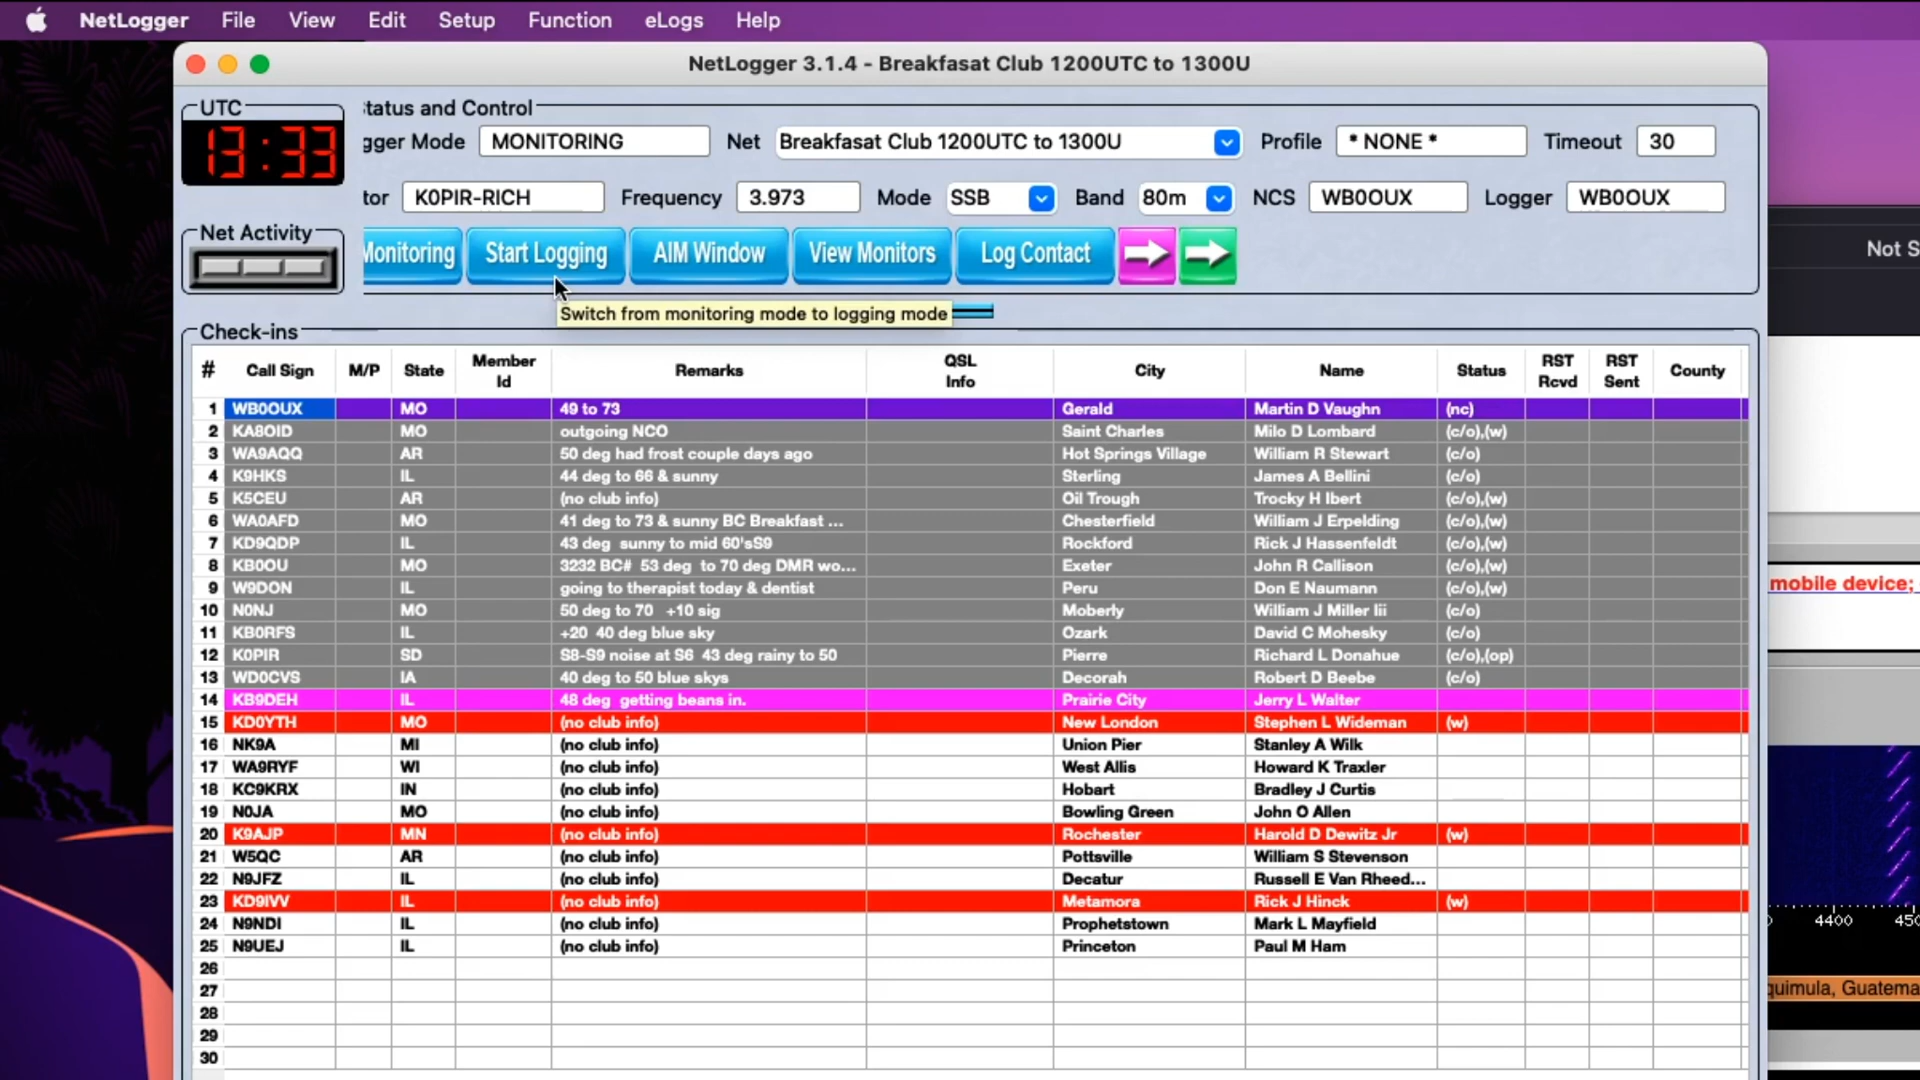 NetLogger File View Edit Setup Function eLogs Help
NetLogger 3.1.4 - Breakfasat Club 1200UTC to 1300U
UTC
13:33
tatus and Control
gger Mode MONITORING Net Breakfasat Club 1200UTC to 1300U Profile * NONE * Timeout 30
tor K0PIR-RICH Frequency 3.973 Mode SSB Band 80m NCS WB0OUX Logger WB0OUX
Net Activity
Monitoring Start Logging AIM Window View Monitors Log Contact
Switch from monitoring mode to logging mode
Check-ins
# Call Sign M/P State Member Id Remarks QSL Info City Name Status RST Rcvd RST Sent County
1 WB0OUX MO 49 to 73 Gerald Martin D Vaughn (nc)
2 KA8OID MO outgoing NCO Saint Charles Milo D Lombard (c/o),(w)
3 WA9AQQ AR 50 deg had frost couple days ago Hot Springs Village William R Stewart (c/o)
4 K9HKS IL 44 deg to 66 & sunny Sterling James A Bellini (c/o)
5 K5CEU AR (no club info) Oil Trough Trocky H Ibert (c/o),(w)
6 WA0AFD MO 41 deg to 73 & sunny BC Breakfast ... Chesterfield William J Erpelding (c/o),(w)
7 KD9QDP IL 43 deg sunny to mid 60'sS9 Rockford Rick J Hassenfeldt (c/o),(w)
8 KB0OU MO 3232 BC# 53 deg to 70 deg DMR wo... Exeter John R Callison (c/o),(w)
9 W9DON IL going to therapist today & dentist Peru Don E Naumann (c/o),(w)
10 N0NJ MO 50 deg to 70 +10 sig Moberly William J Miller Iii (c/o)
11 KB0RFS IL +20 40 deg blue sky Ozark David C Mohesky (c/o)
12 K0PIR SD S8-S9 noise at S6 43 deg rainy to 50 Pierre Richard L Donahue (c/o),(op)
13 WD0CVS IA 40 deg to 50 blue skys Decorah Robert D Beebe (c/o)
14 KB9DEH IL 48 deg getting beans in. Prairie City Jerry L Walter
15 KD0YTH MO (no club info) New London Stephen L Wideman (w)
16 NK9A MI (no club info) Union Pier Stanley A Wilk
17 WA9RYF WI (no club info) West Allis Howard K Traxler
18 KC9KRX IN (no club info) Hobart Bradley J Curtis
19 N0JA MO (no club info) Bowling Green John O Allen
20 K9AJP MN (no club info) Rochester Harold D Dewitz Jr (w)
21 W5QC AR (no club info) Pottsville William S Stevenson
22 N9JFZ IL (no club info) Decatur Russell E Van Rheed...
23 KD9IVV IL (no club info) Metamora Rick J Hinck (w)
24 N9NDI IL (no club info) Prophetstown Mark L Mayfield
25 N9UEJ IL (no club info) Princeton Paul M Ham
26
27
28
29
30
Not S
mobile device;
4400 450
quimula, Guatema